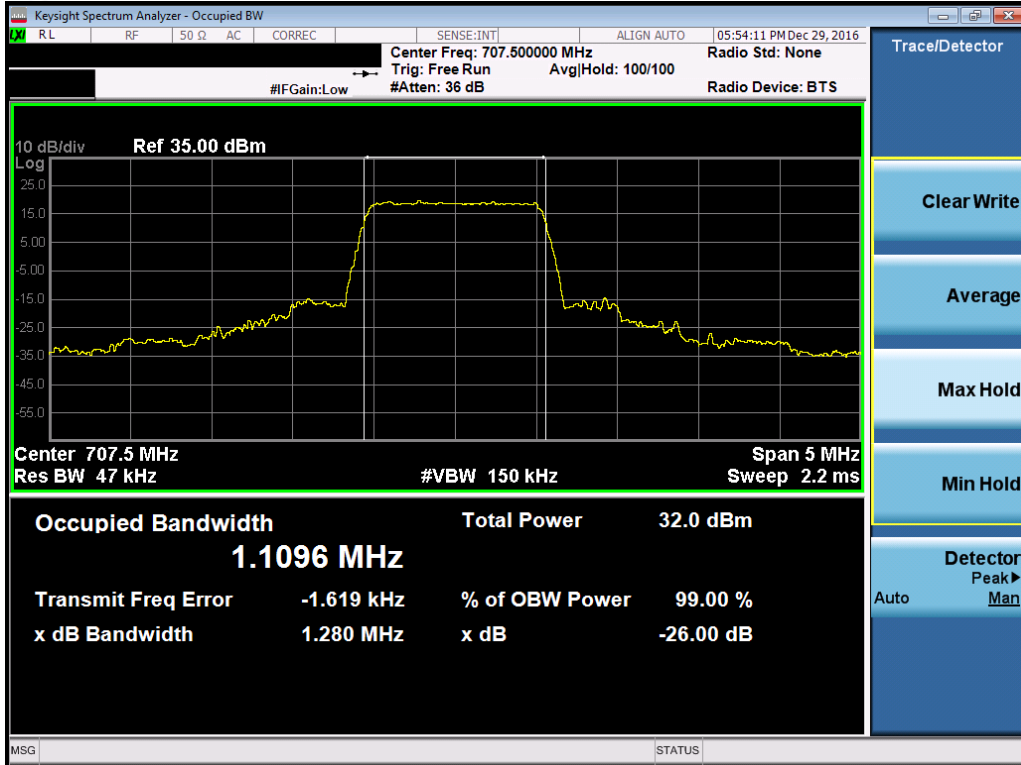 Keysight Spectrum Analyzer - Occupied BW
LXI RL RF 50 Ω AC CORREC SENSE:INT ALIGN AUTO 05:54:11 PM Dec 29, 2016
Center Freq: 707.500000 MHz Radio Std: None
Trig: Free Run Avg|Hold: 100/100
#IFGain:Low #Atten: 36 dB Radio Device: BTS
Trace/Detector
10 dB/div Ref 35.00 dBm
Log
25.0
15.0
5.00
-5.00
-15.0
-25.0
-35.0
-45.0
-55.0
Center 707.5 MHz Span 5 MHz
Res BW 47 kHz #VBW 150 kHz Sweep 2.2 ms
Occupied Bandwidth Total Power 32.0 dBm
1.1096 MHz
Transmit Freq Error -1.619 kHz % of OBW Power 99.00 %
x dB Bandwidth 1.280 MHz x dB -26.00 dB
Clear Write
Average
Max Hold
Min Hold
Detector
Peak
Auto Man
MSG STATUS